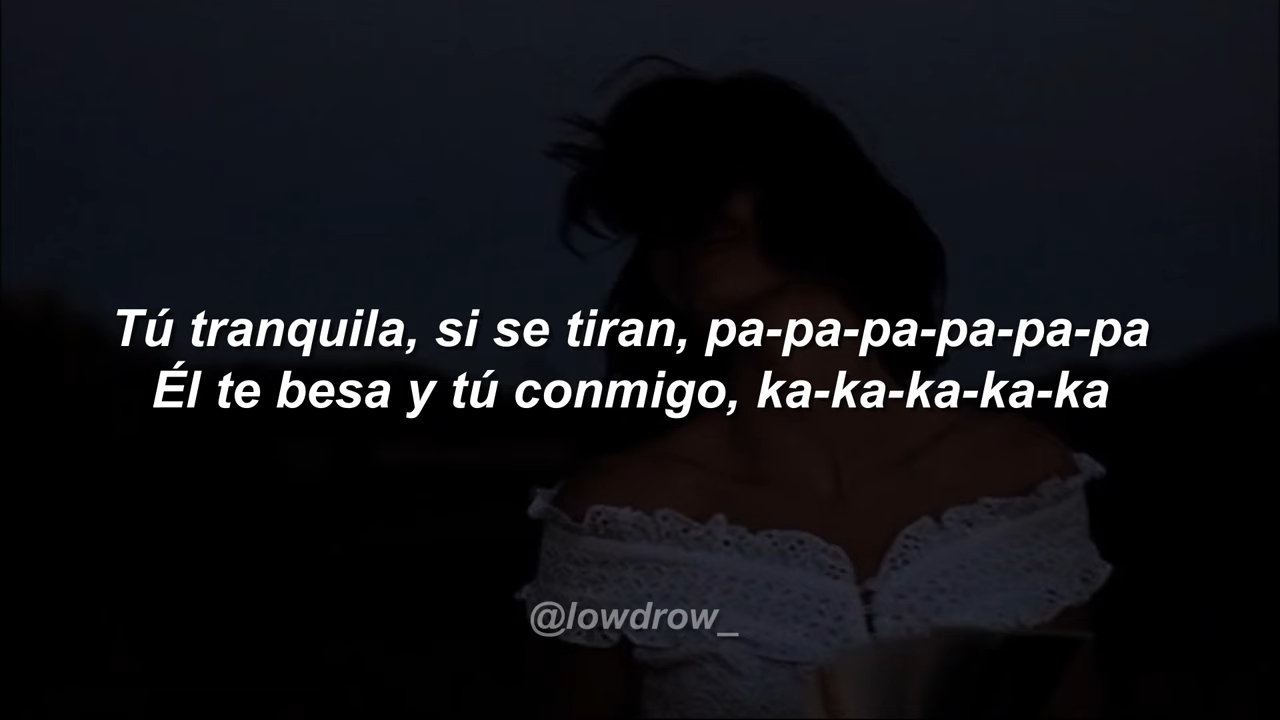 Tú tranquila, si se tiran, pa-pa-pa-pa-pa-pa
Él te besa y tú conmigo, ka-ka-ka-ka-ka
@lowdrow_